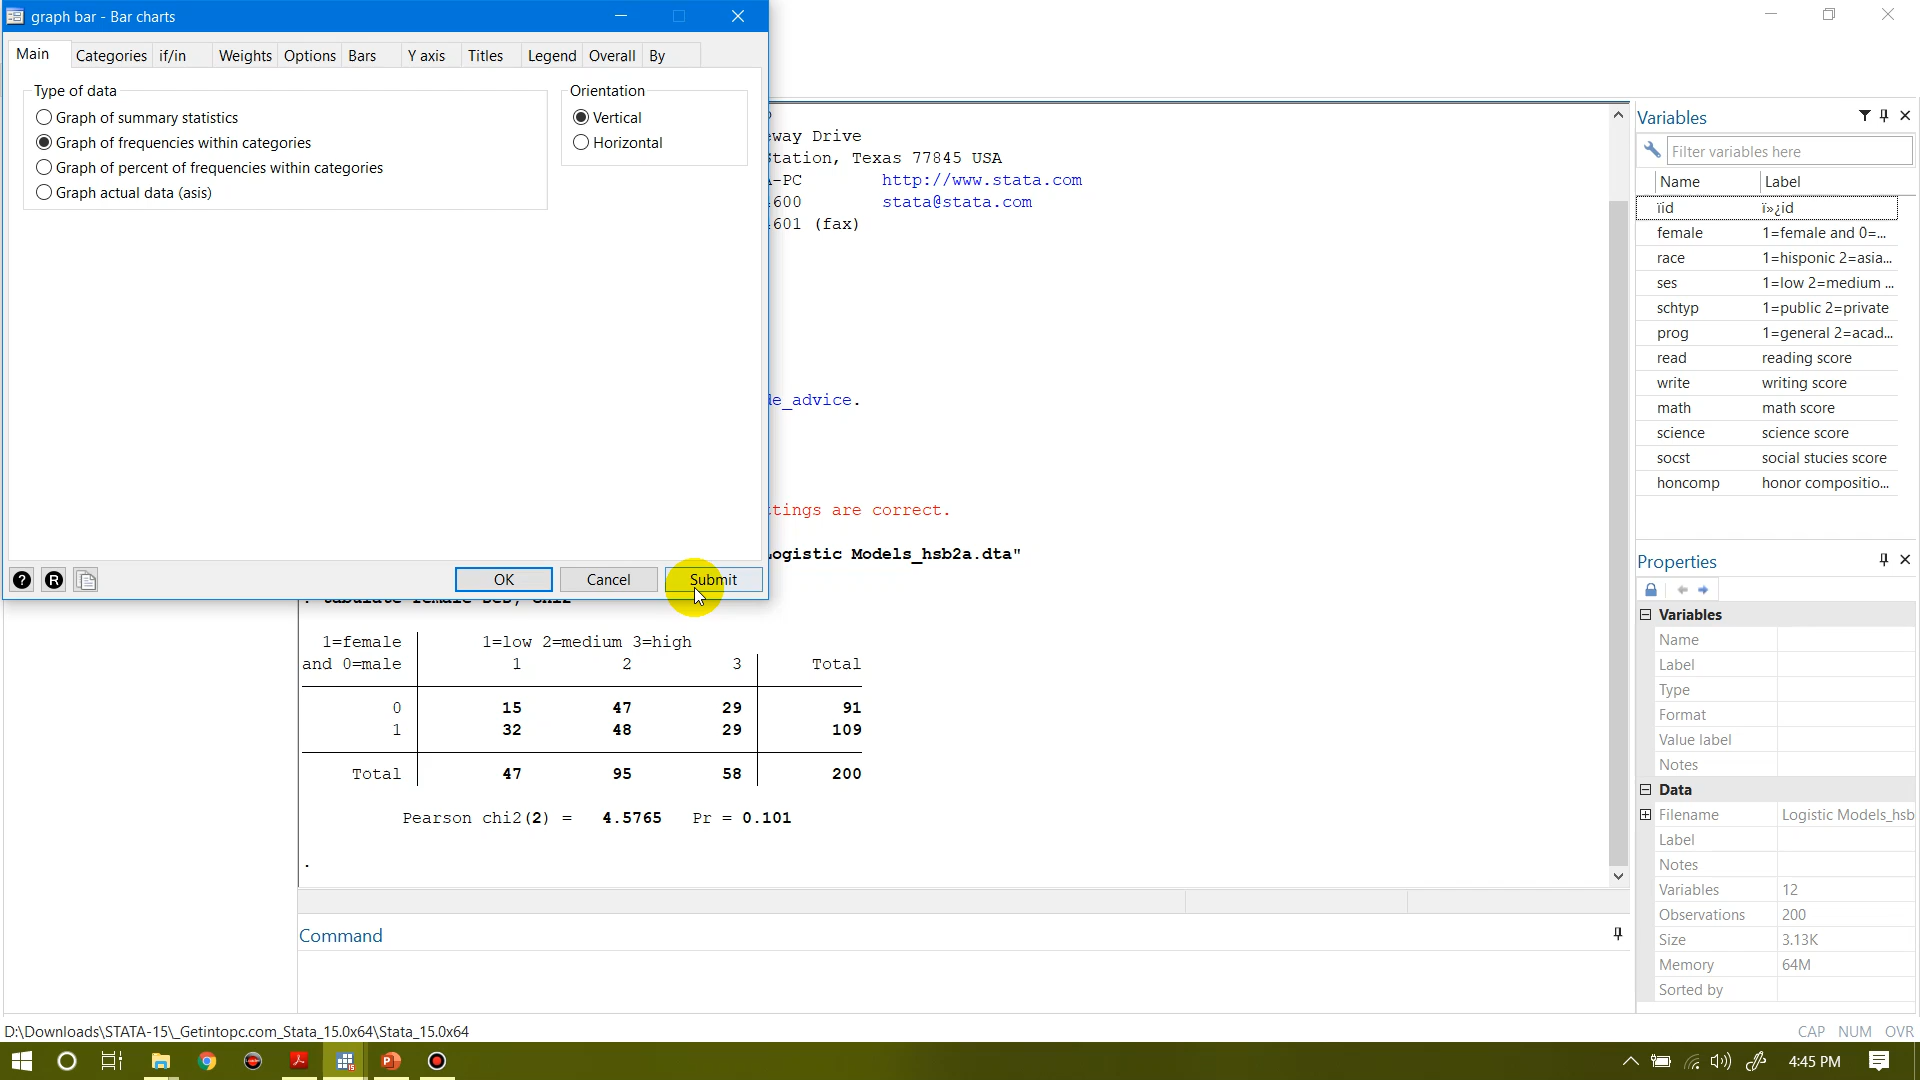 graph bar - Bar charts
Main Categories if/in Weights Options Bars Y axis Titles Legend Overall By
Type of data
Graph of summary statistics
Graph of frequencies within categories
Graph of percent of frequencies within categories
Graph actual data (asis)
Orientation
Vertical
Horizontal
OK Cancel Submit
way Drive
tation, Texas 77845 USA
-PC http://www.stata.com
600 stata@stata.com
601 (fax)
de_advice.
tings are correct.
ogistic Models_hsb2a.dta"
1=female 1=low 2=medium 3=high
and 0=male 1 2 3 Total
0 15 47 29 91
1 32 48 29 109
Total 47 95 58 200
Pearson chi2(2) = 4.5765 Pr = 0.101
.
Command
Variables
Filter variables here
Name Label
ïid ï»¿id
female 1=female and 0=...
race 1=hisponic 2=asia...
ses 1=low 2=medium ...
schtyp 1=public 2=private
prog 1=general 2=acad...
read reading score
write writing score
math math score
science science score
socst social stucies score
honcomp honor compositio...
Properties
Variables
Name
Label
Type
Format
Value label
Notes
Data
Filename Logistic Models_hsb
Label
Notes
Variables 12
Observations 200
Size 3.13K
Memory 64M
Sorted by
D:\Downloads\STATA-15\_Getintopc.com_Stata_15.0x64\Stata_15.0x64
CAP NUM OVR
4:45 PM